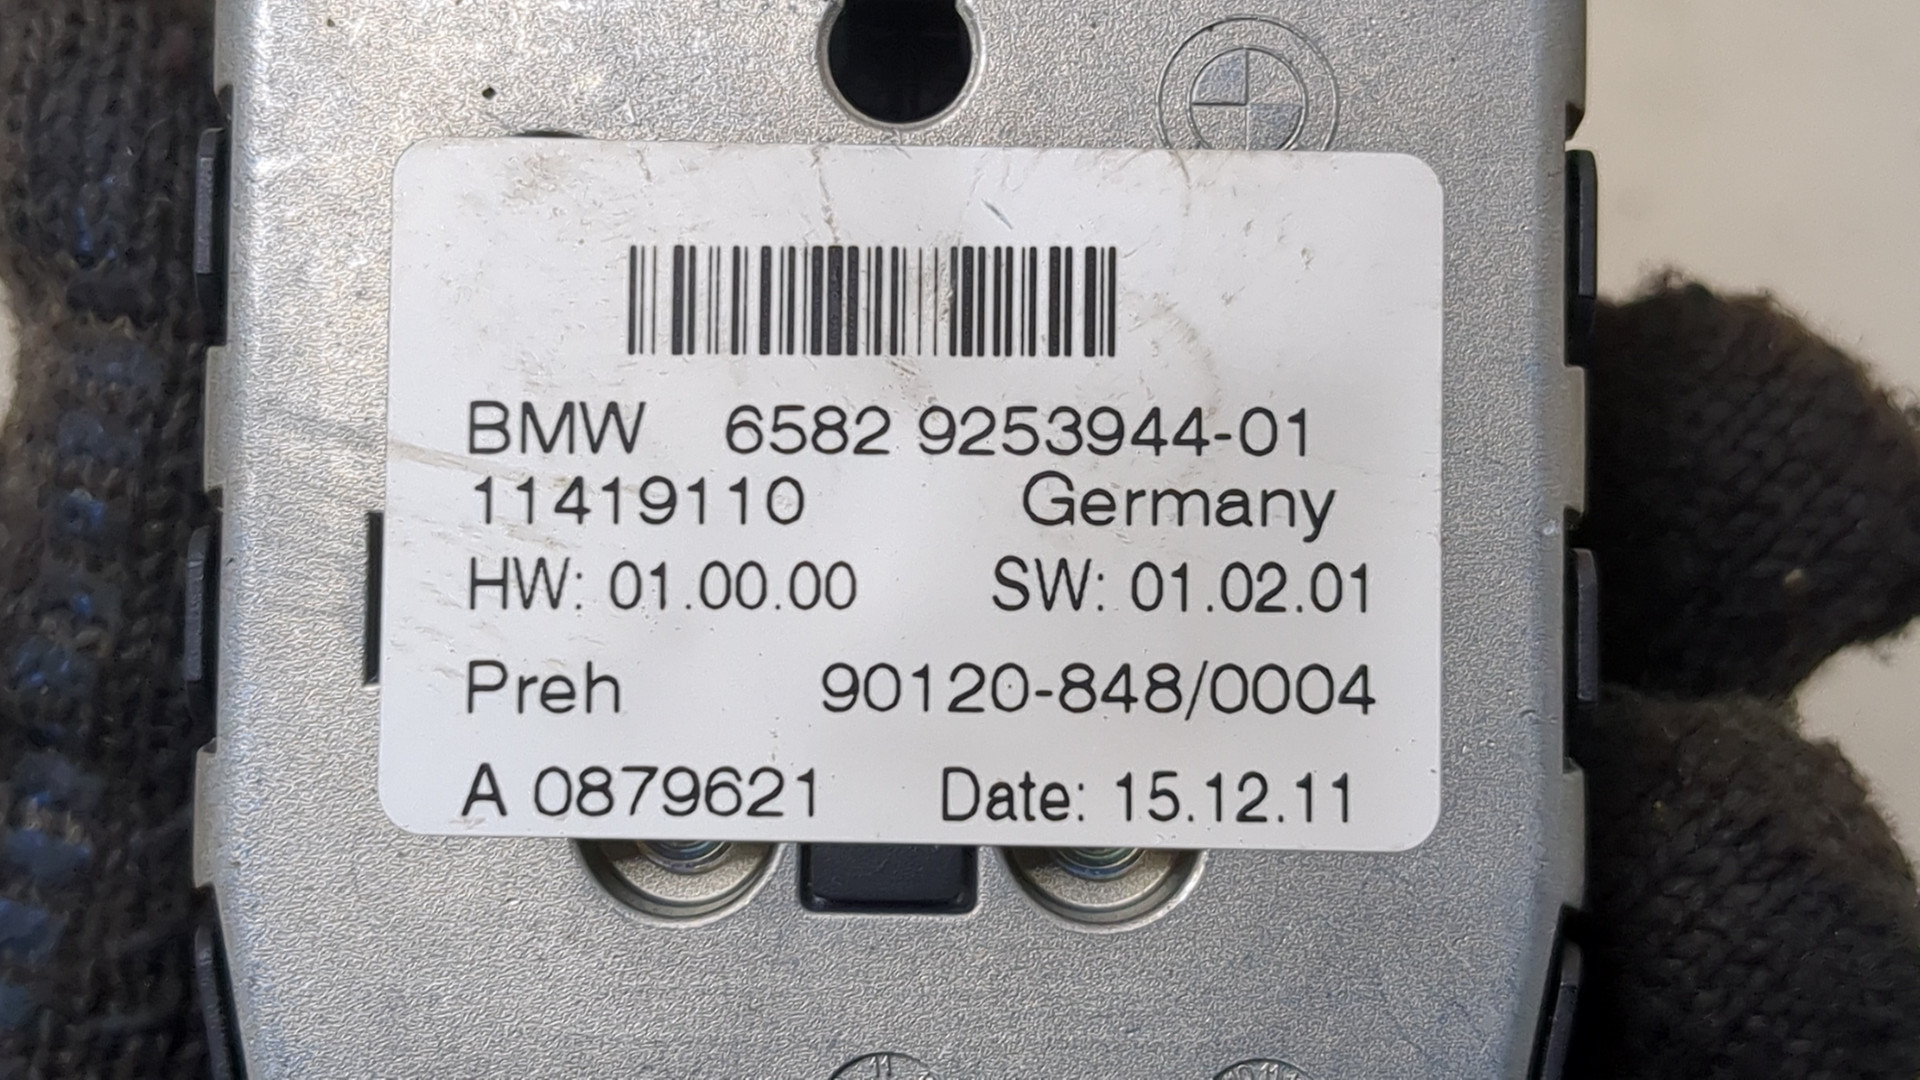 BMW 6582 9253944-01
11419110 Germany
HW: 01.00.00 SW: 01.02.01
Preh 90120-848/0004
A 0879621 Date: 15.12.11
11